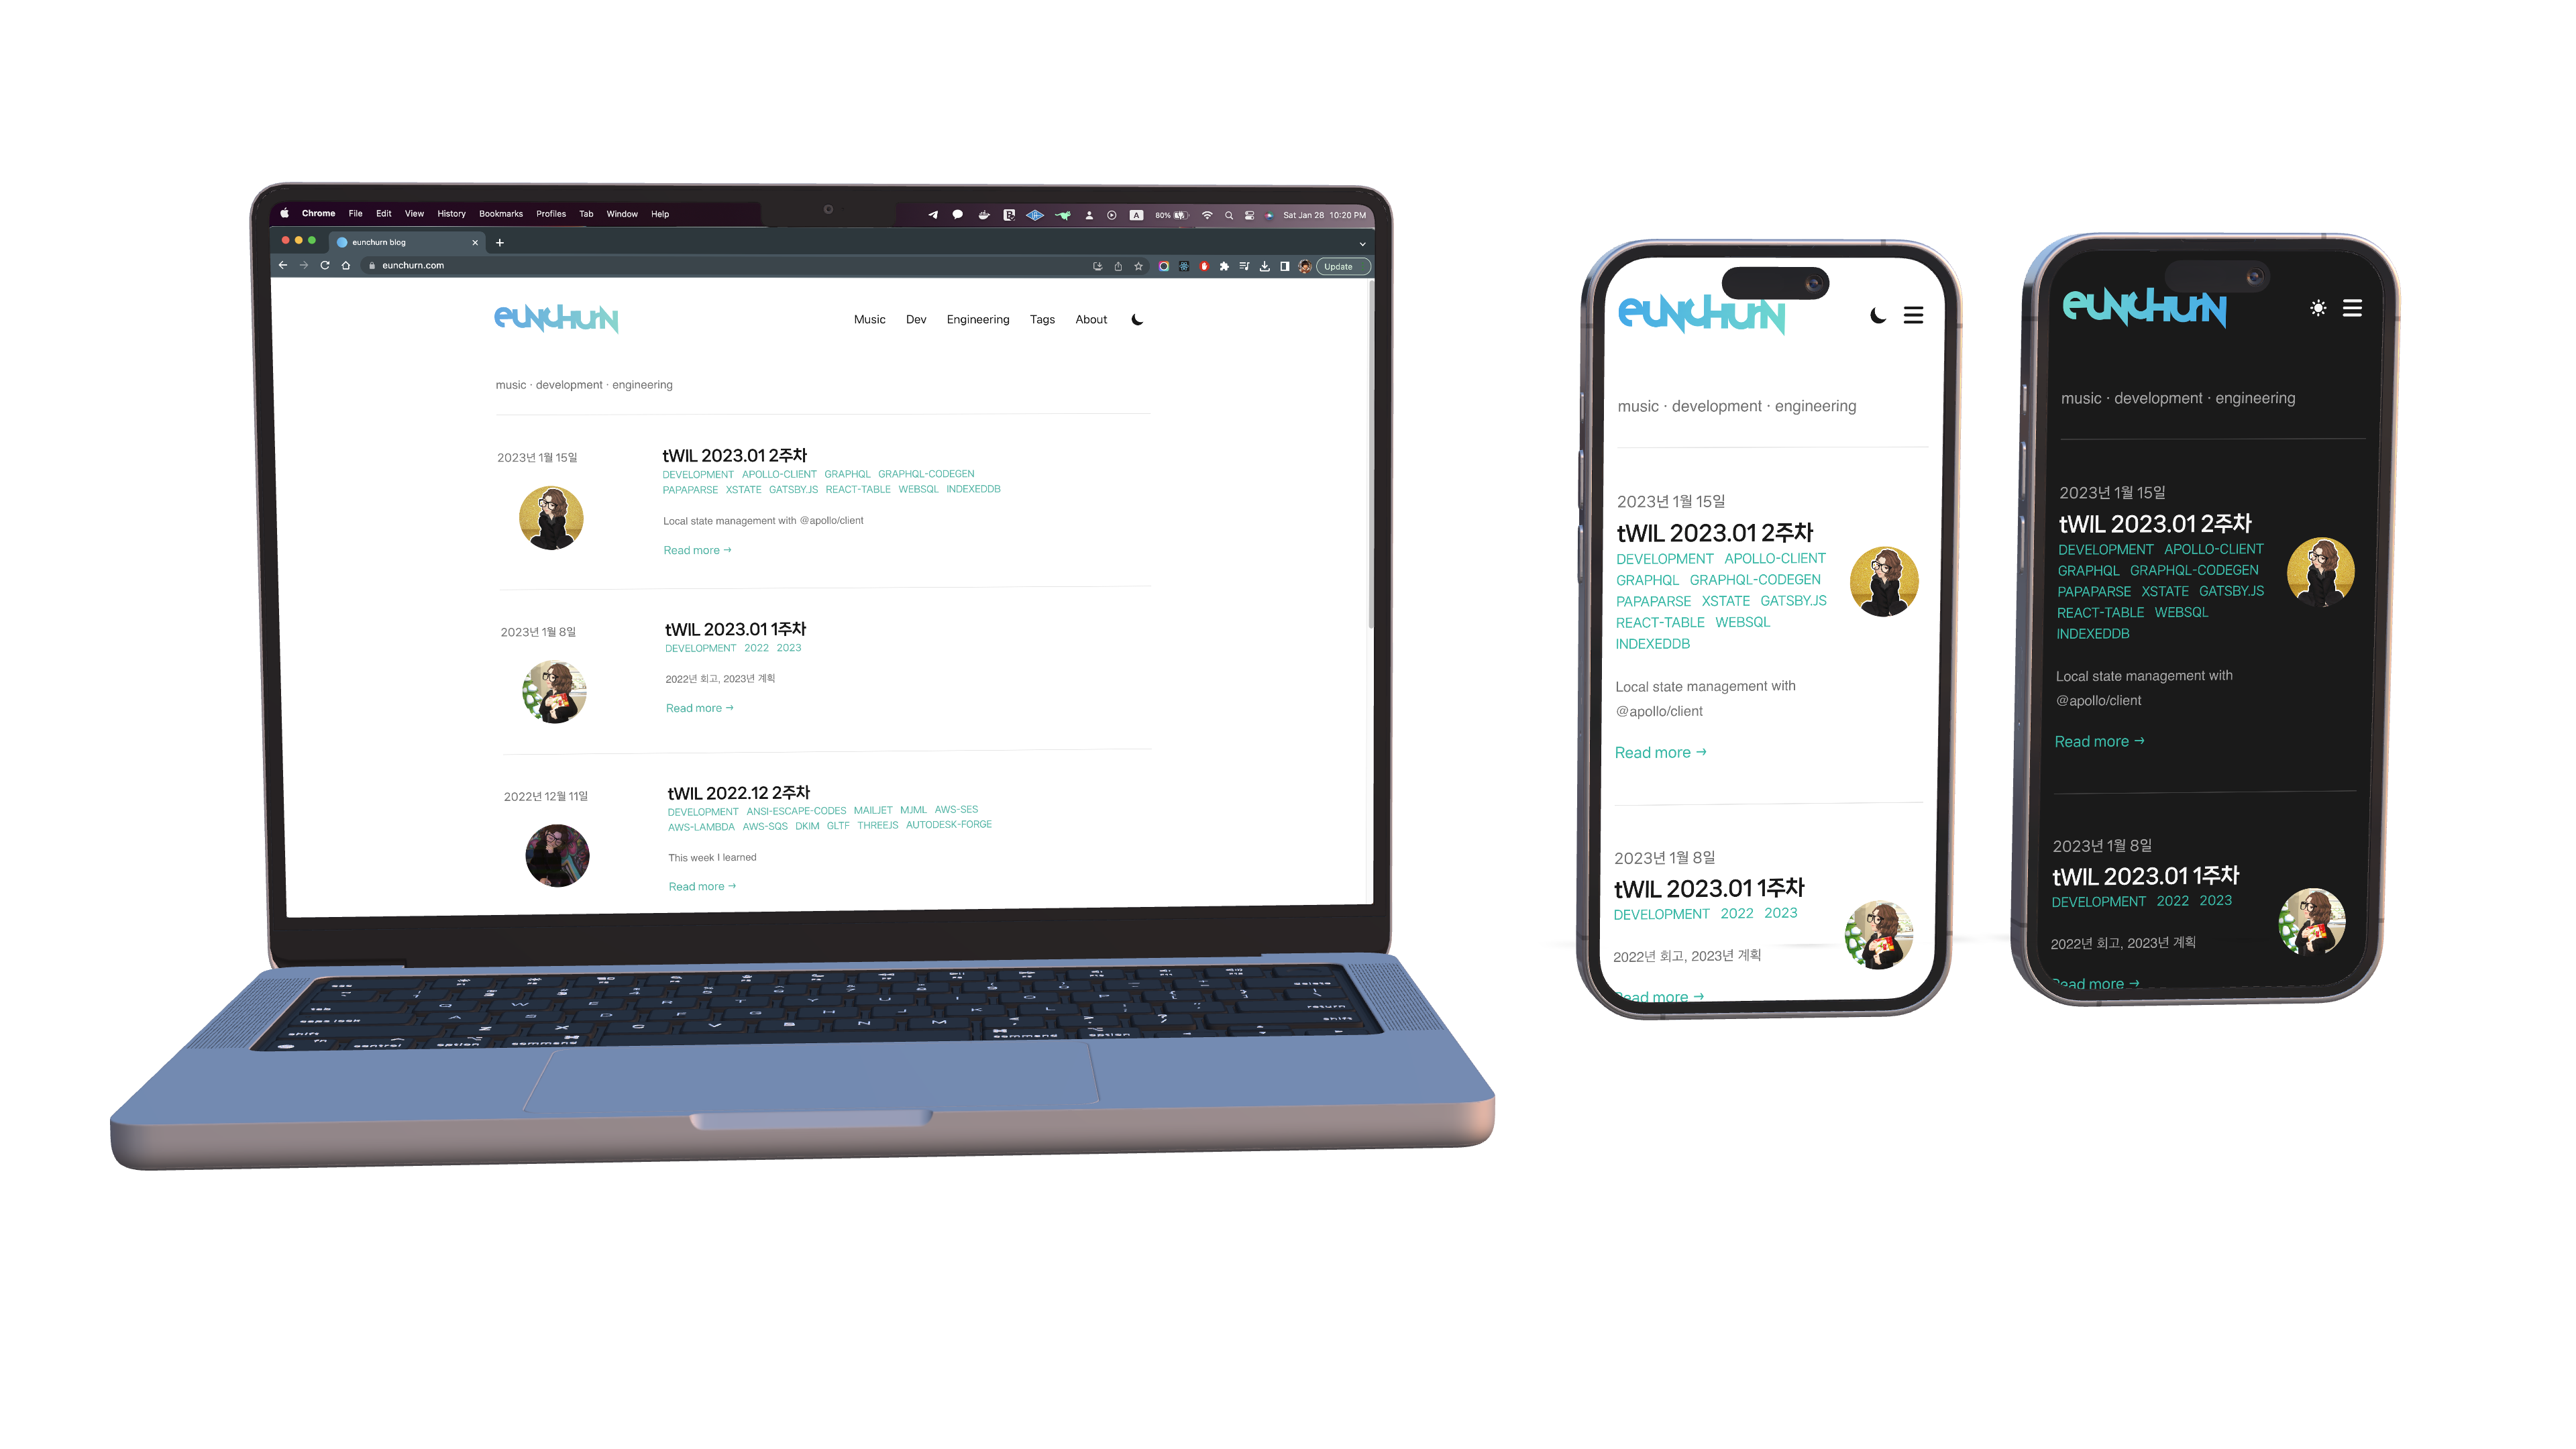 Chrome File Edit View History Bookmarks Profiles Tab Window Help
A 80% Sat Jan 28 10:20 PM
eunchurn blog
eunchurn.com Update
eunchurn
Music Dev Engineering Tags About
music · development · engineering
2023년 1월 15일
tWIL 2023.01 2주차
DEVELOPMENT APOLLO-CLIENT GRAPHQL GRAPHQL-CODEGEN
PAPAPARSE XSTATE GATSBY.JS REACT-TABLE WEBSQL INDEXEDDB
Local state management with @apollo/client
Read more →
2023년 1월 8일
tWIL 2023.01 1주차
DEVELOPMENT 2022 2023
2022년 회고, 2023년 계획
Read more →
2022년 12월 11일
tWIL 2022.12 2주차
DEVELOPMENT ANSI-ESCAPE-CODES MAILJET MJML AWS-SES
AWS-LAMBDA AWS-SQS DKIM GLTF THREEJS AUTODESK-FORGE
This week I learned
Read more →
delete
tab Q W E R T Y U I O P
caps lock A S D F G H J K L return
shift Z X C V B N M shift
fn control option command command option
eunchurn
music · development · engineering
2023년 1월 15일
tWIL 2023.01 2주차
DEVELOPMENT APOLLO-CLIENT
GRAPHQL GRAPHQL-CODEGEN
PAPAPARSE XSTATE GATSBY.JS
REACT-TABLE WEBSQL
INDEXEDDB
Local state management with
@apollo/client
Read more →
2023년 1월 8일
tWIL 2023.01 1주차
DEVELOPMENT 2022 2023
2022년 회고, 2023년 계획
Read more →
eunchurn
music · development · engineering
2023년 1월 15일
tWIL 2023.01 2주차
DEVELOPMENT APOLLO-CLIENT
GRAPHQL GRAPHQL-CODEGEN
PAPAPARSE XSTATE GATSBY.JS
REACT-TABLE WEBSQL
INDEXEDDB
Local state management with
@apollo/client
Read more →
2023년 1월 8일
tWIL 2023.01 1주차
DEVELOPMENT 2022 2023
2022년 회고, 2023년 계획
Read more →